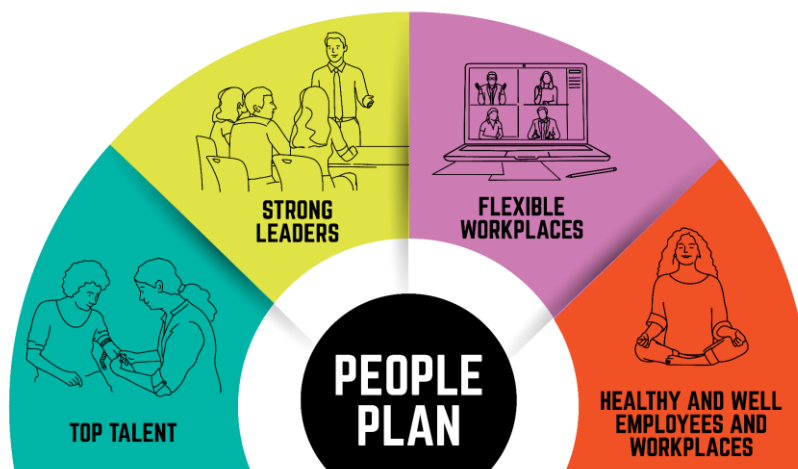 STRONG
LEADERS
FLEXIBLE
WORKPLACES
TOP TALENT
PEOPLE
PLAN
HEALTHY AND WELL
EMPLOYEES AND
WORKPLACES